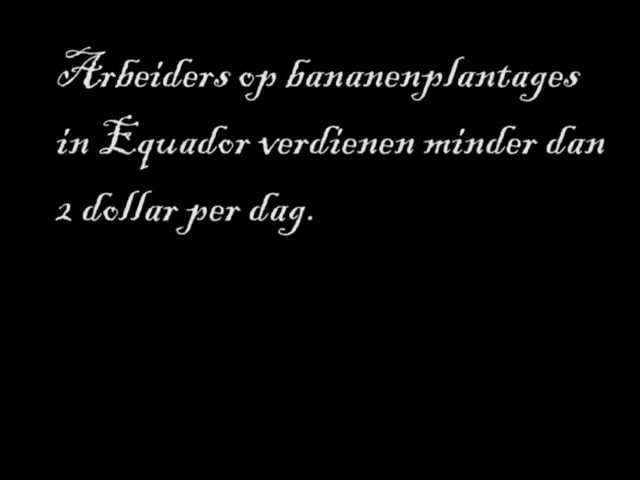 Arbeiders op bananenplantages
in Equador verdienen minder dan
2 dollar per dag.